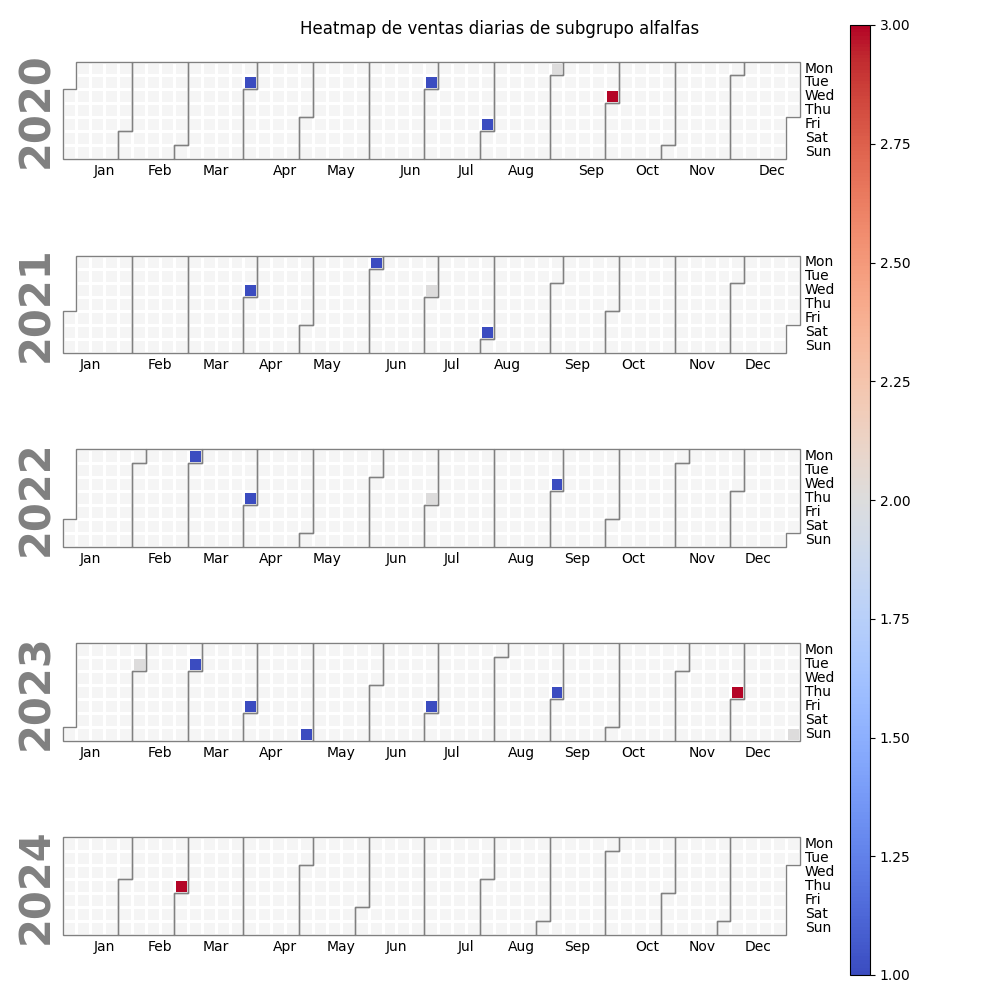 Heatmap de ventas diarias de subgrupo alfalfas
2020
Mon
Tue
Wed
Thu
Fri
Sat
Sun
Jan Feb Mar Apr May Jun Jul Aug Sep Oct Nov Dec
2021
Mon
Tue
Wed
Thu
Fri
Sat
Sun
Jan Feb Mar Apr May Jun Jul Aug Sep Oct Nov Dec
2022
Mon
Tue
Wed
Thu
Fri
Sat
Sun
Jan Feb Mar Apr May Jun Jul Aug Sep Oct Nov Dec
2023
Mon
Tue
Wed
Thu
Fri
Sat
Sun
Jan Feb Mar Apr May Jun Jul Aug Sep Oct Nov Dec
2024
Mon
Tue
Wed
Thu
Fri
Sat
Sun
Jan Feb Mar Apr May Jun Jul Aug Sep Oct Nov Dec
3.00
2.75
2.50
2.25
2.00
1.75
1.50
1.25
1.00